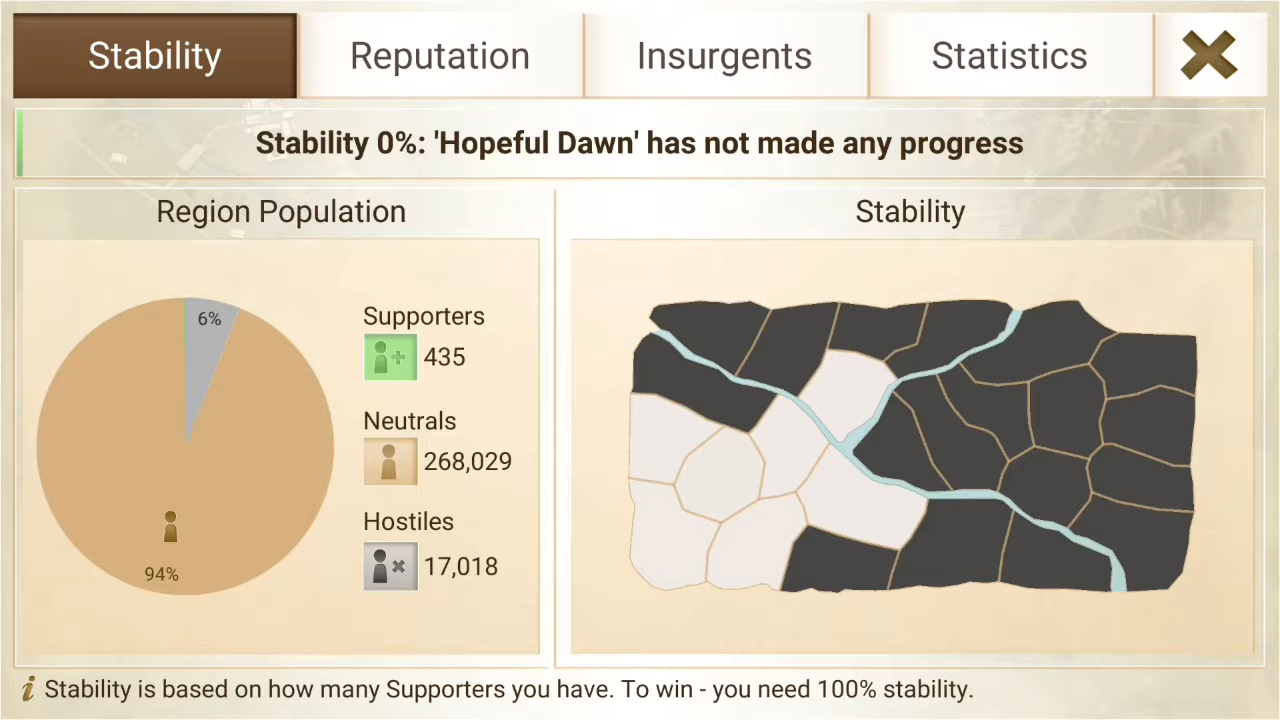 Stability
Reputation
Insurgents
Statistics
Stability 0%: 'Hopeful Dawn' has not made any progress
Region Population
6%
94%
Supporters
435
Neutrals
268,029
Hostiles
17,018
Stability
Stability is based on how many Supporters you have. To win - you need 100% stability.